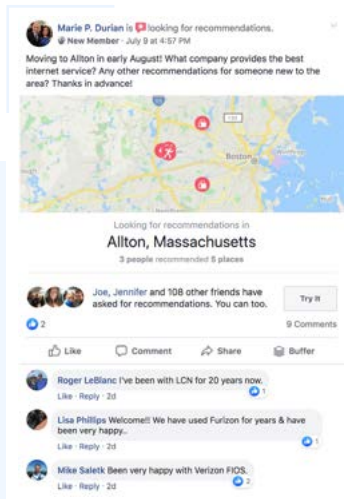 Marie P. Durian is looking for recommendations.
New Member · July 9 at 4:57 PM
Moving to Allton in early August! What company provides the best
internet service? Any other recommendations for someone new to the
area? Thanks in advance!
Boston
Looking for recommendations in
Allton, Massachusetts
3 people recommended 5 places
Joe, Jennifer and 108 other friends have
asked for recommendations. You can too.
Try It
2
9 Comments
Like Comment Share Buffer
Roger LeBlanc I've been with LCN for 20 years now.
1
Like · Reply · 2d
Lisa Phillips Welcome!! We have used Furizon for years & have
been very happy..
1
Like · Reply · 2d
Mike Saletk Been very happy with Verizon FIOS.
2
Like · Reply · 2d